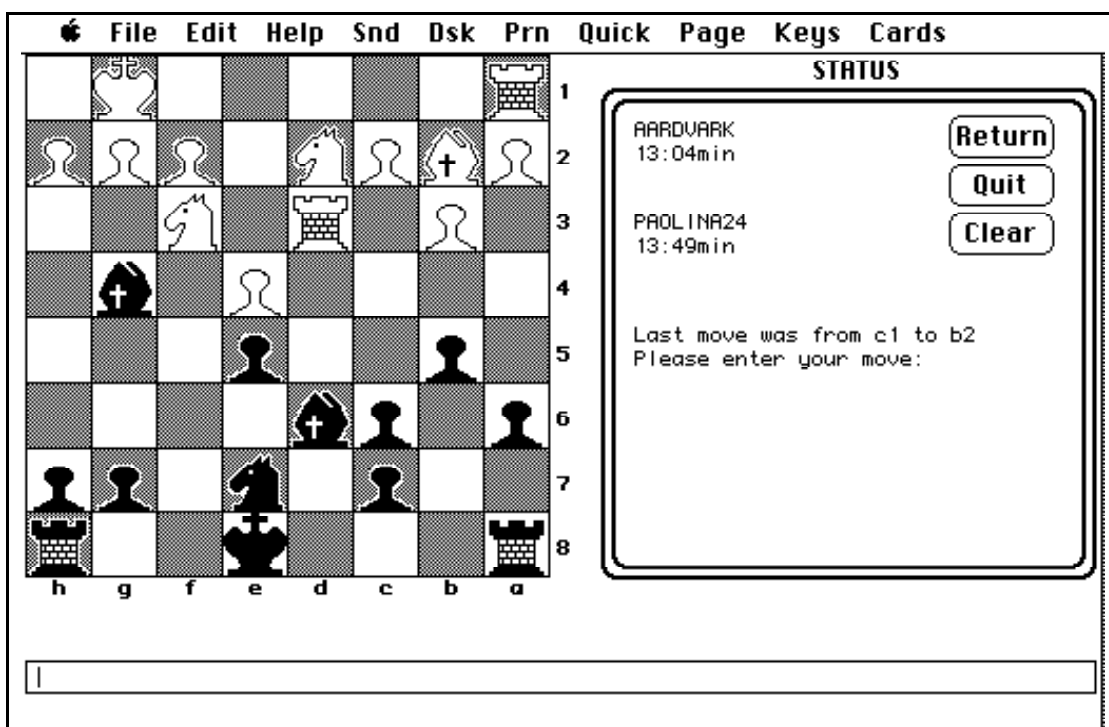 File Edit Help Snd Dsk Prn Quick Page Keys Cards
STATUS
1
AARDVARK
13:04min
Return
2
Quit
3
PAOLINA24
13:49min
Clear
4
Last move was from c1 to b2
5
Please enter your move:
6
7
8
h g f e d c b a